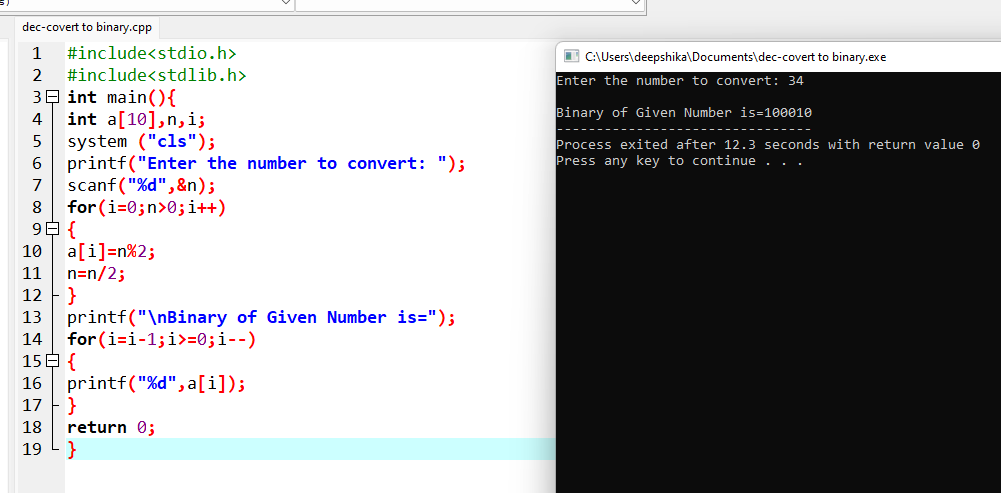 s)
dec-covert to binary.cpp
1 #include<stdio.h>
2 #include<stdlib.h>
3 int main(){
4 int a[10],n,i;
5 system ("cls");
6 printf("Enter the number to convert: ");
7 scanf("%d",&n);
8 for(i=0;n>0;i++)
9 {
10 a[i]=n%2;
11 n=n/2;
12 }
13 printf("\nBinary of Given Number is=");
14 for(i=i-1;i>=0;i--)
15 {
16 printf("%d",a[i]);
17 }
18 return 0;
19 }
C:\Users\deepshika\Documents\dec-covert to binary.exe
Enter the number to convert: 34
Binary of Given Number is=100010
--------------------------------
Process exited after 12.3 seconds with return value 0
Press any key to continue . . .